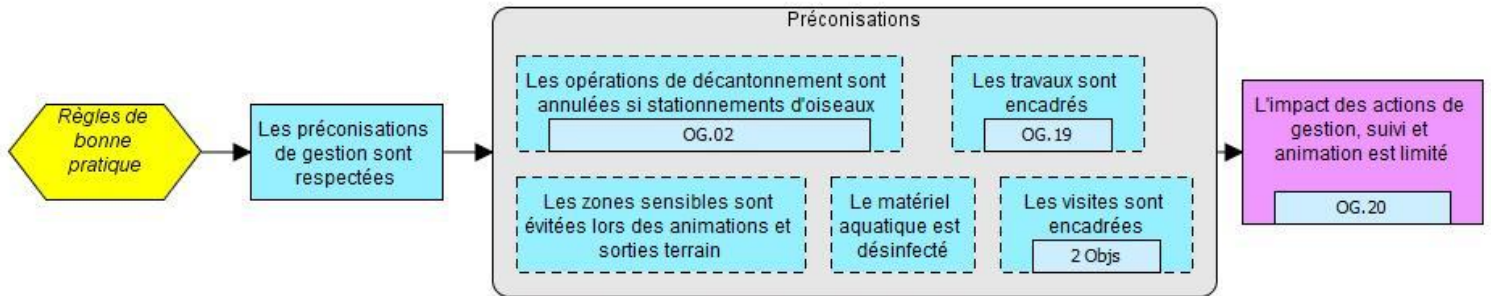 Règles de
bonne
pratique
Les préconisations
de gestion sont
respectées
Préconisations
Les opérations de décantonnement sont
annulées si stationnements d'oiseaux
OG.02
Les travaux sont
encadrés
OG.19
Les zones sensibles sont
évitées lors des animations et
sorties terrain
Le matériel
aquatique est
désinfecté
Les visites sont
encadrées
2 Objs
L'impact des actions de
gestion, suivi et
animation est limité
OG.20